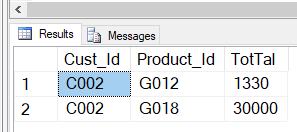 Results Messages
Cust_Id Product_Id TotTal
1 C002 G012 1330
2 C002 G018 30000